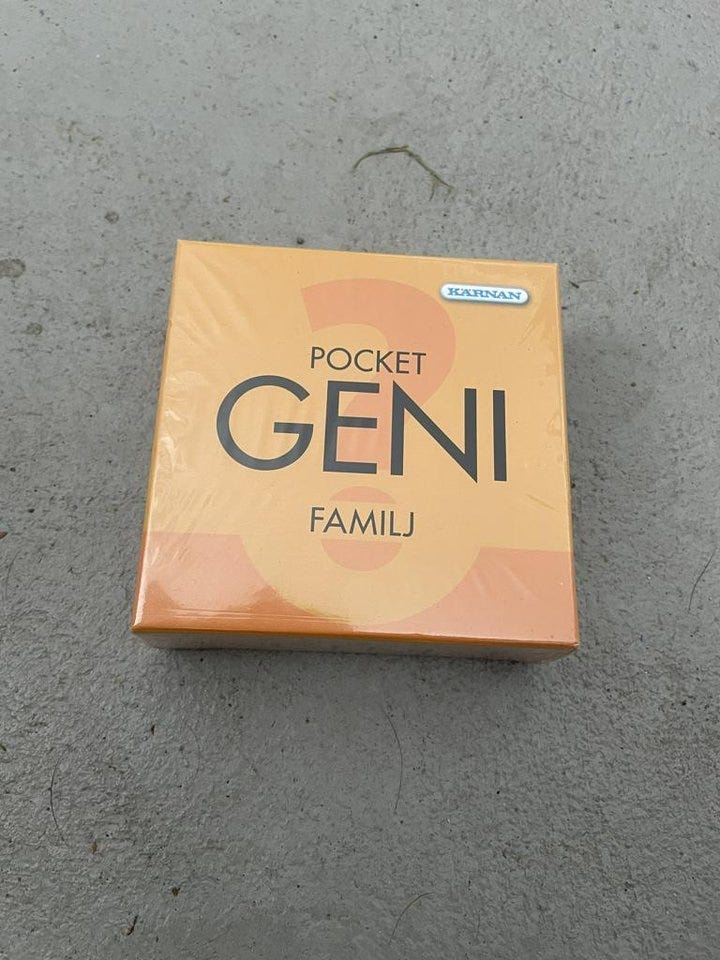 KÄRNAN
POCKET
GENI
FAMILJ